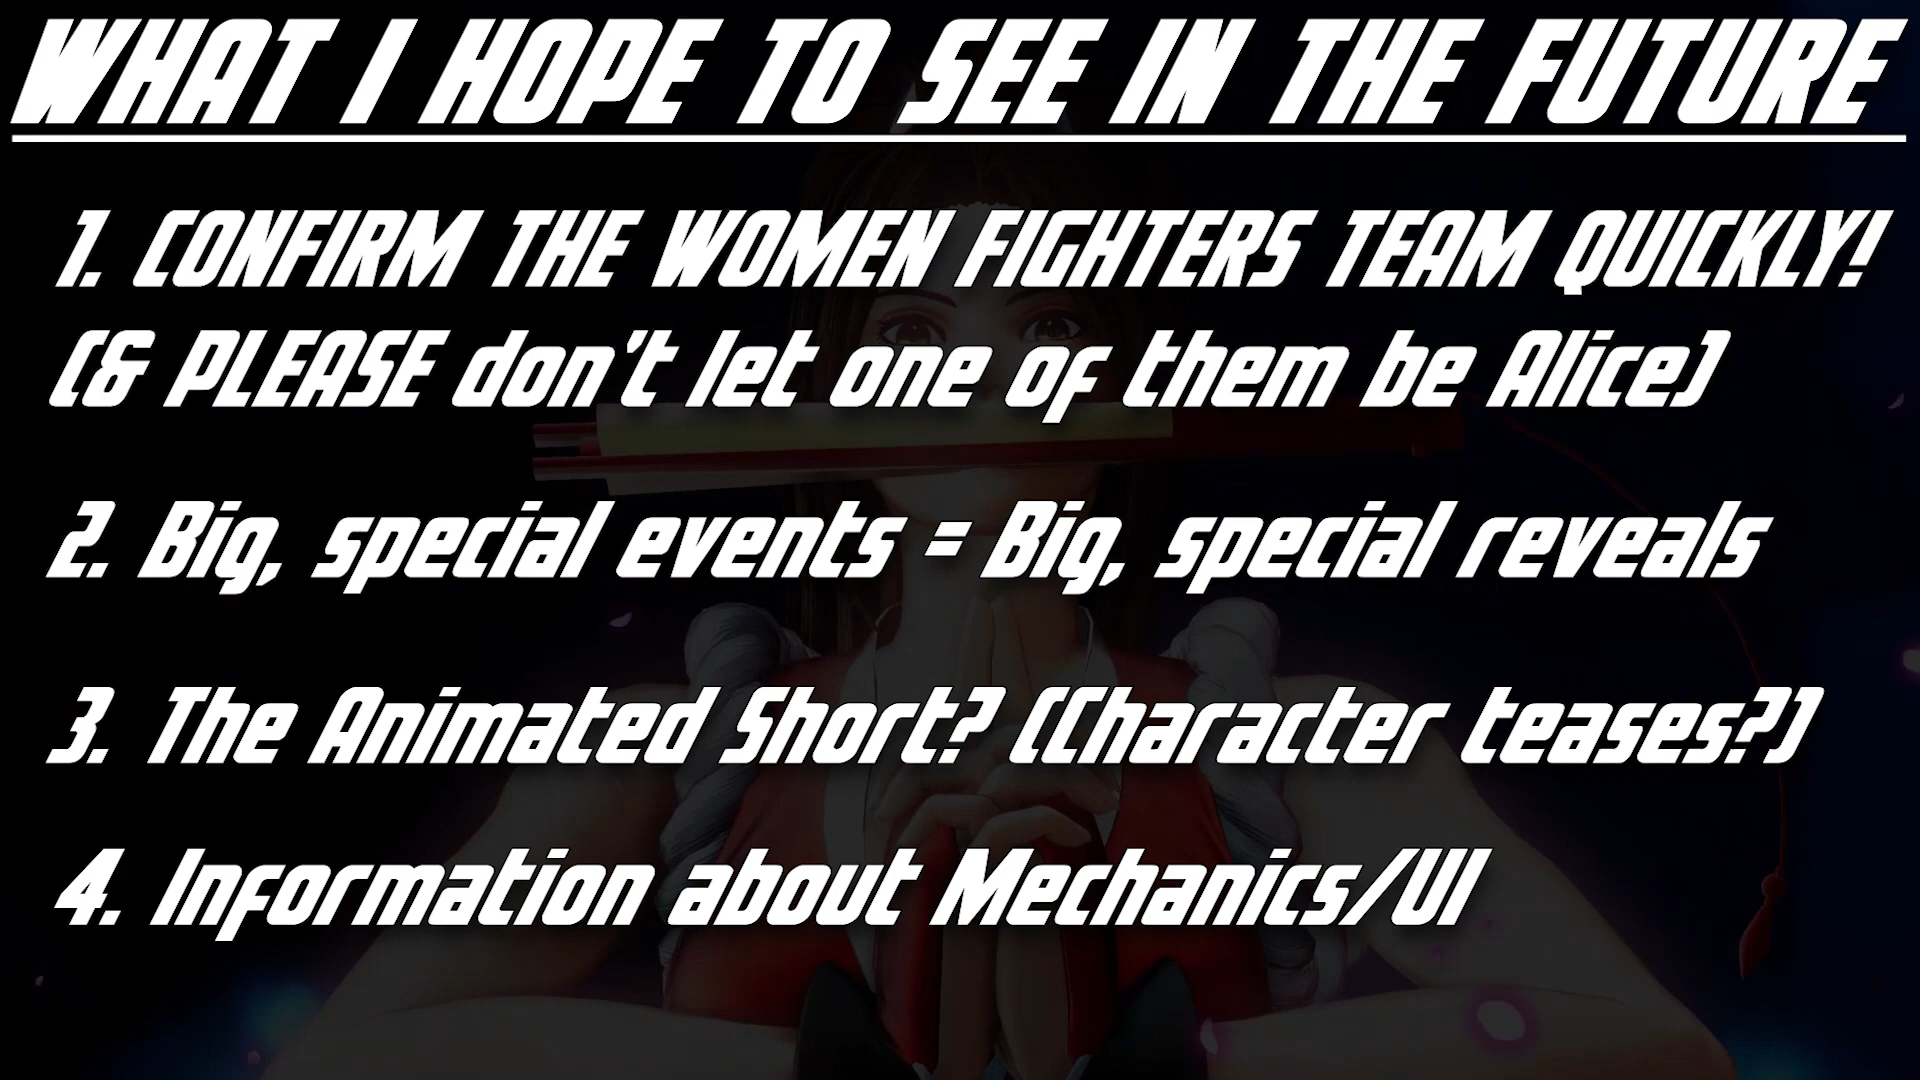 WHAT I HOPE TO SEE IN THE FUTURE
1. CONFIRM THE WOMEN FIGHTERS TEAM QUICKLY!
(& PLEASE don't let one of them be Alice)
2. Big, special events = Big, special reveals
3. The Animated Short? (Character teases?)
4. Information about Mechanics/UI